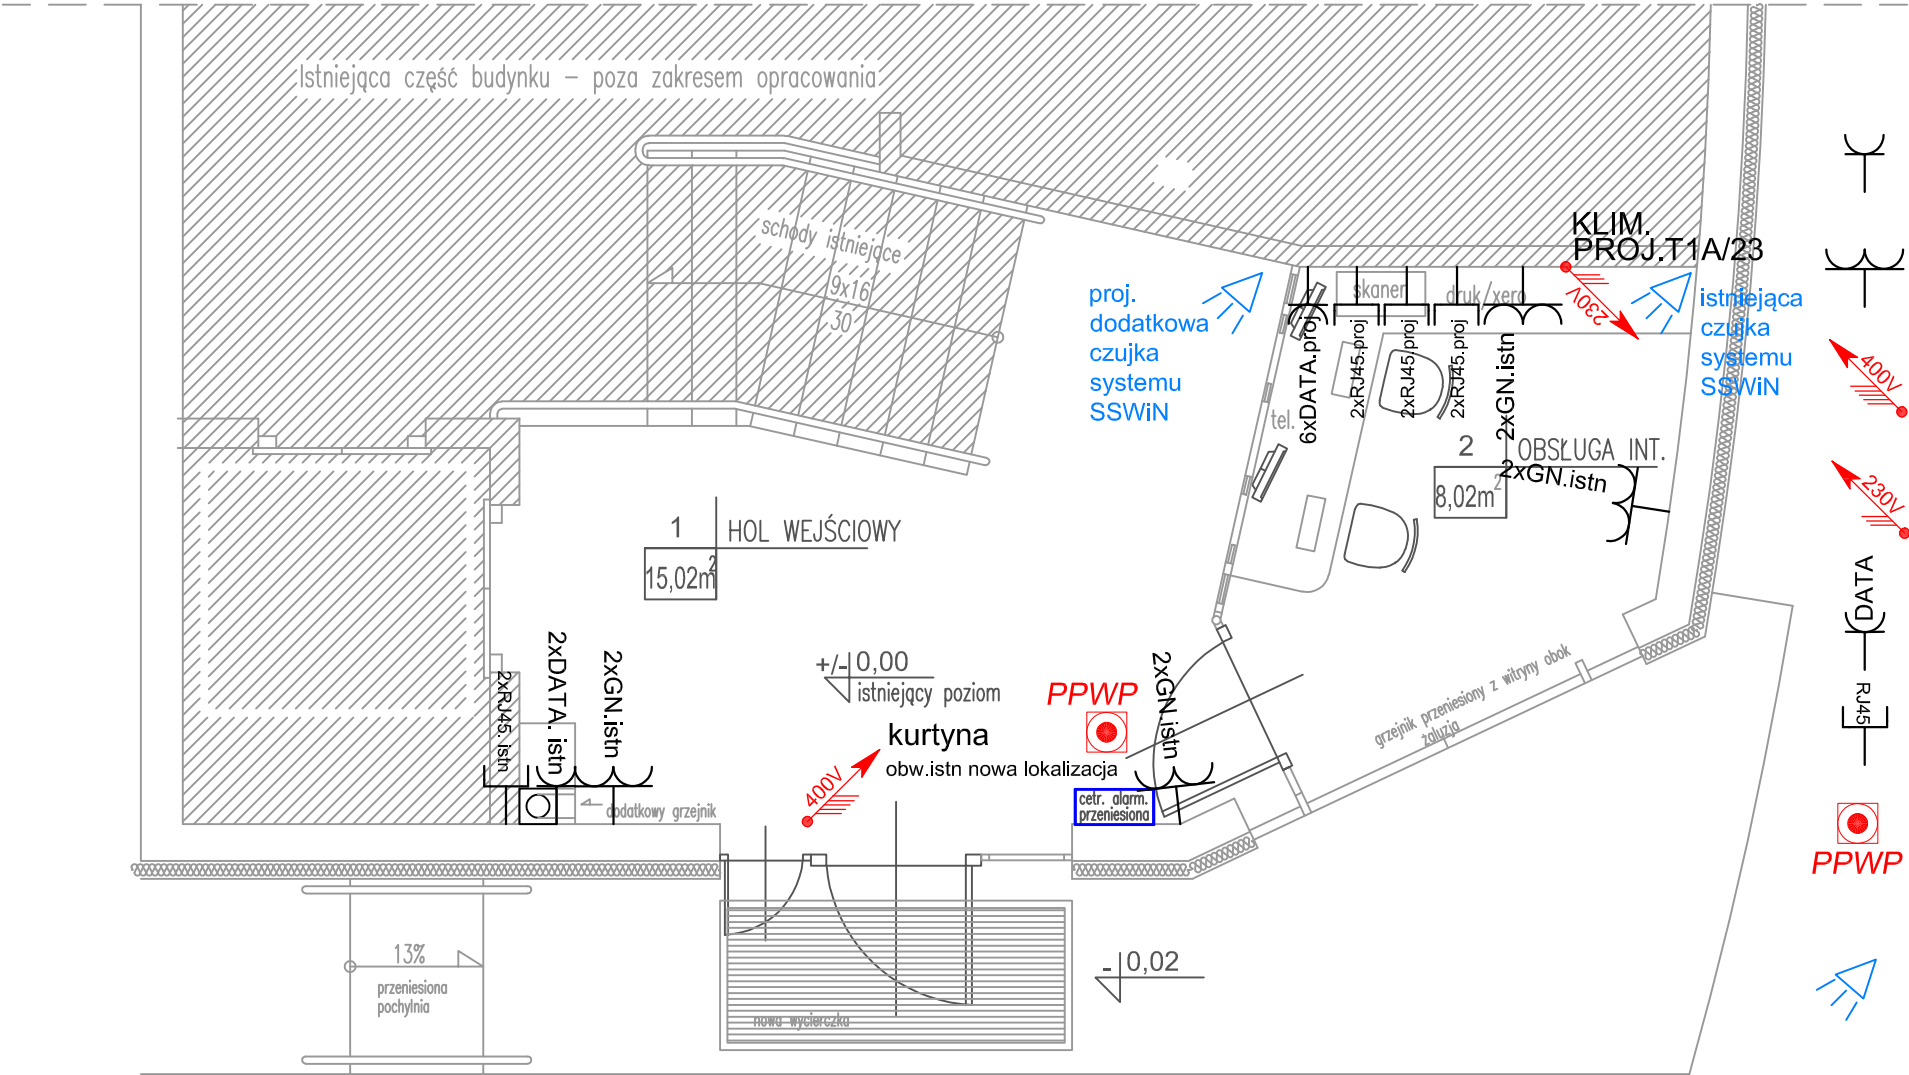 Istniejąca część budynku – poza zakresem opracowania
schody istniejące
9x16
30
KLIM.
PROJ.T1A/23
230V
proj.
dodatkowa
czujka
systemu
SSWiN
istniejąca
czujka
systemu
SSWiN
skaner
druk/xero
6xDATA.proj
2xRJ45.proj
2xRJ45.proj
2xRJ45.proj
2xGN.istn
tel.
2 OBSŁUGA INT.
8,02m2
2xGN.istn
1 HOL WEJŚCIOWY
15,02m2
+/- 0,00
istniejący poziom
2xRJ45. istn
2xDATA. istn
2xGN.istn
dodatkowy grzejnik
kurtyna
obw.istn nowa lokalizacja
400V
PPWP
2xGN.istn
cetr. alarm.
przeniesiona
grzejnik przeniesiony z witryny obok
żaluzja
13%
przeniesiona
pochylnia
nowa wycierczka
- 0,02
400V
230V
DATA
RJ45
PPWP